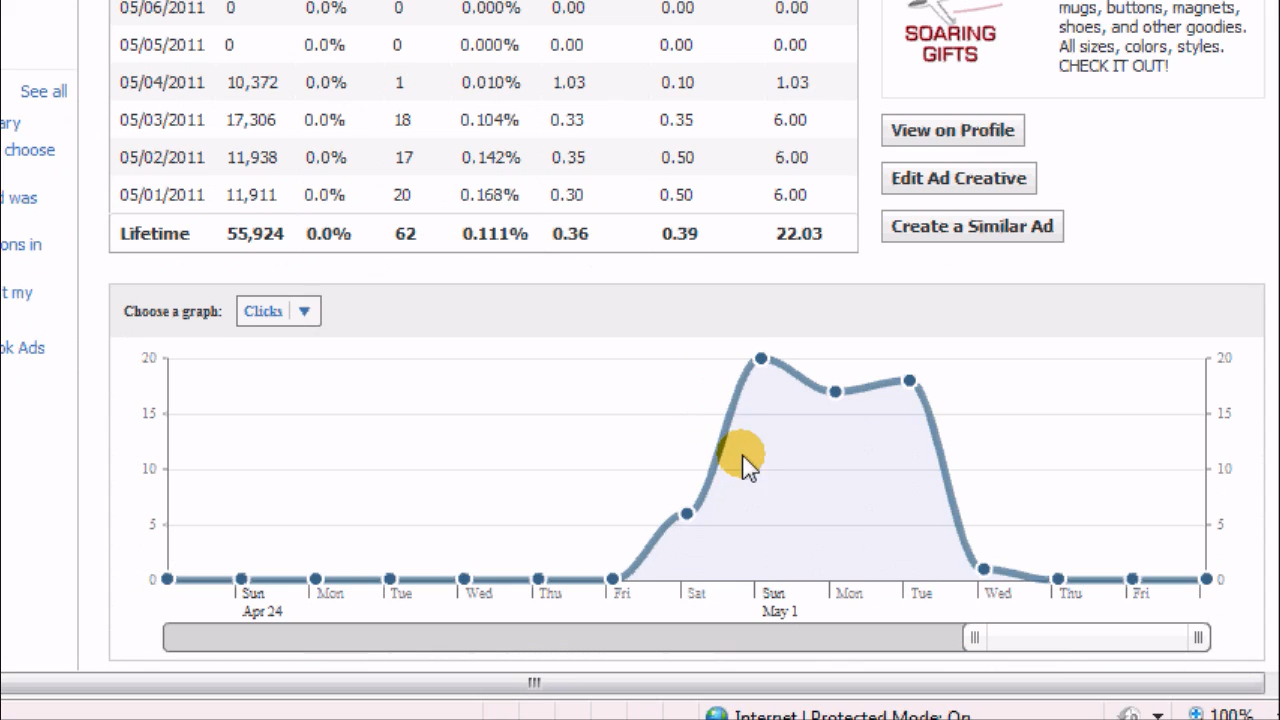 05/06/2011 0 0.0% 0 0.000% 0.00 0.00 0.00
05/05/2011 0 0.0% 0 0.000% 0.00 0.00 0.00
05/04/2011 10,372 0.0% 1 0.010% 1.03 0.10 1.03
05/03/2011 17,306 0.0% 18 0.104% 0.33 0.35 6.00
05/02/2011 11,938 0.0% 17 0.142% 0.35 0.50 6.00
05/01/2011 11,911 0.0% 20 0.168% 0.30 0.50 6.00
Lifetime 55,924 0.0% 62 0.111% 0.36 0.39 22.03
See all
ary
choose
d was
ons in
t my
ok Ads
SOARING
GIFTS
mugs, buttons, magnets,
shoes, and other goodies.
All sizes, colors, styles.
CHECK IT OUT!
View on Profile
Edit Ad Creative
Create a Similar Ad
Choose a graph: Clicks
20 20
15 15
10 10
5 5
0 0
Sun Mon Tue Wed Thu Fri Sat Sun Mon Tue Wed Thu Fri
Apr 24 May 1
Internet | Protected Mode: On 100%